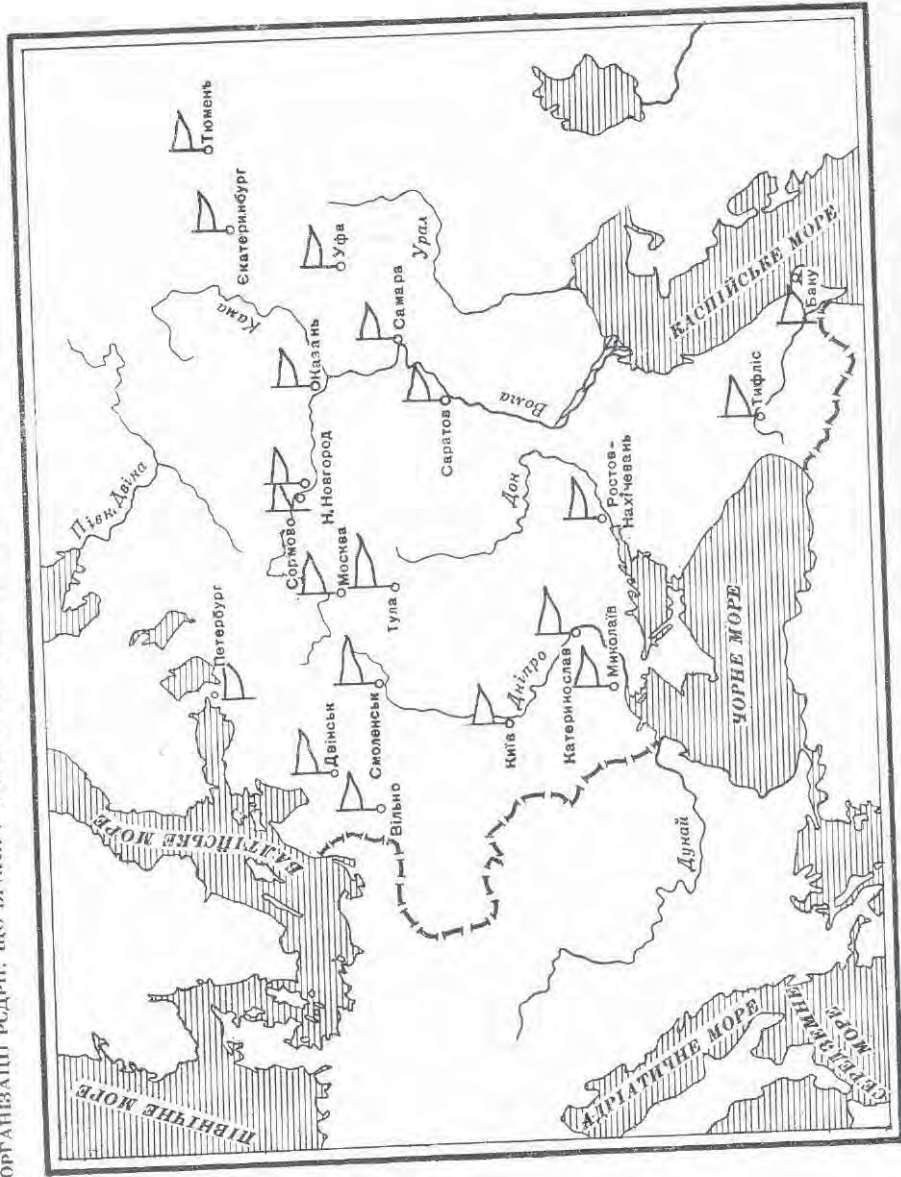 ОРГАНІЗАЦІЇ РСДРП, ЩО
ПІВНІЧНЕ МОРЕ
БАЛТІЙСЬКЕ МОРЕ
Півн. Двіна
Петербург
Двінськ
Вільно
Смоленськ
Москва
Тула
Сормово
Н. Новгород
Казань
Кама
Єкатеринбург
Тюмень
Уфа
Самара
Урал
Саратов
Волга
Дон
Ростов-
Нахічевань
Київ
Дніпро
Катеринослав
Миколаїв
Дунай
ЧОРНЕ МОРЕ
АДРІАТИЧНЕ МОРЕ
СЕРЕДЗЕМНЕ
МОРЕ
КАСПІЙСЬКЕ МОРЕ
Тифліс
Баку